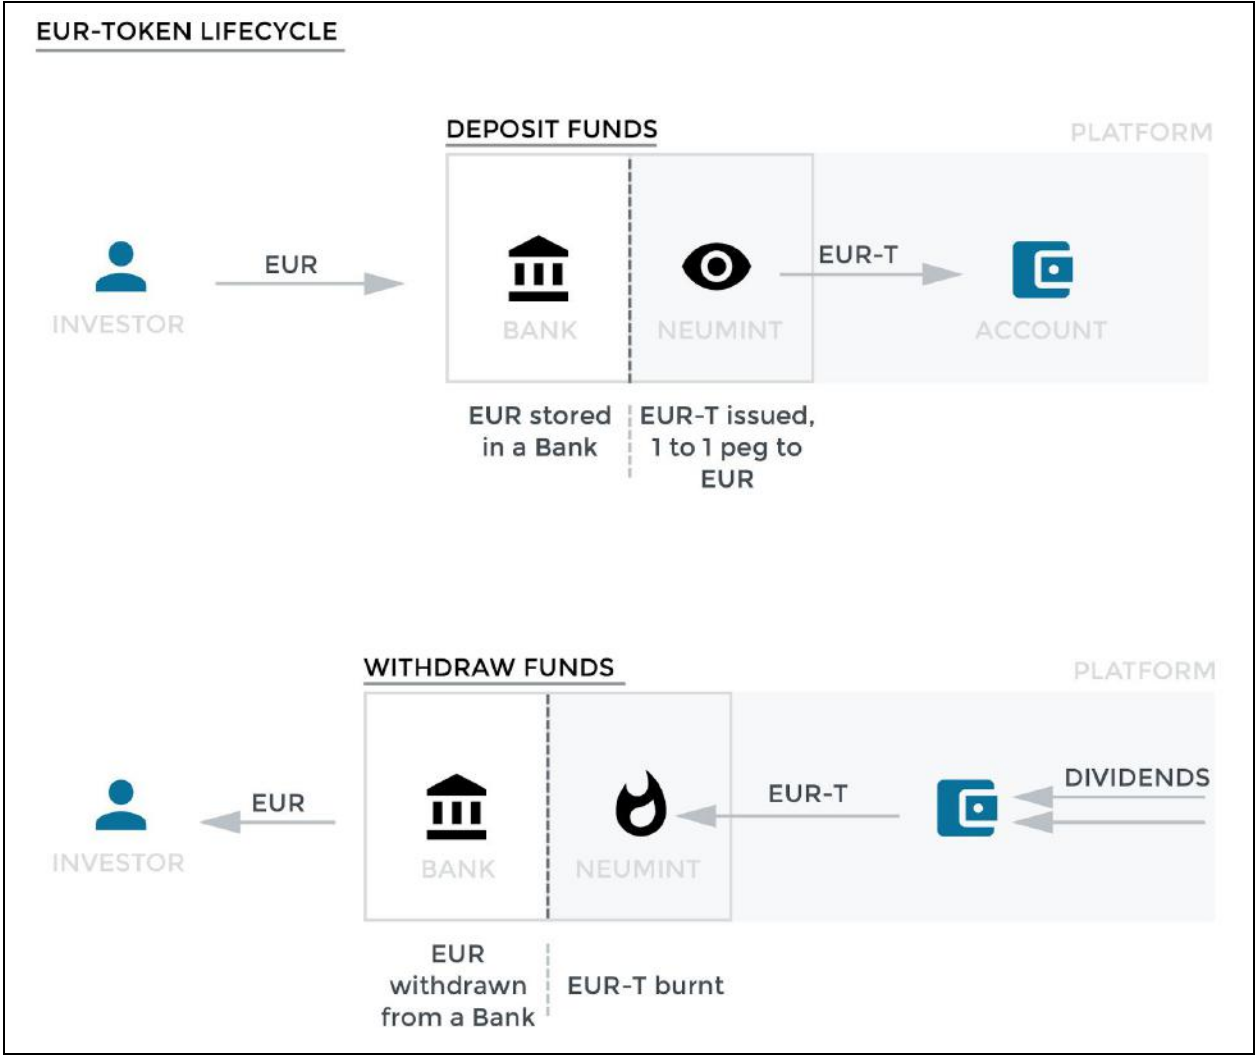 EUR-TOKEN LIFECYCLE
DEPOSIT FUNDS
PLATFORM
EUR
EUR-T
INVESTOR
BANK
NEUMINT
ACCOUNT
EUR stored
in a Bank
EUR-T issued,
1 to 1 peg to
EUR
WITHDRAW FUNDS
PLATFORM
EUR
EUR-T
DIVIDENDS
INVESTOR
BANK
NEUMINT
EUR
withdrawn
from a Bank
EUR-T burnt